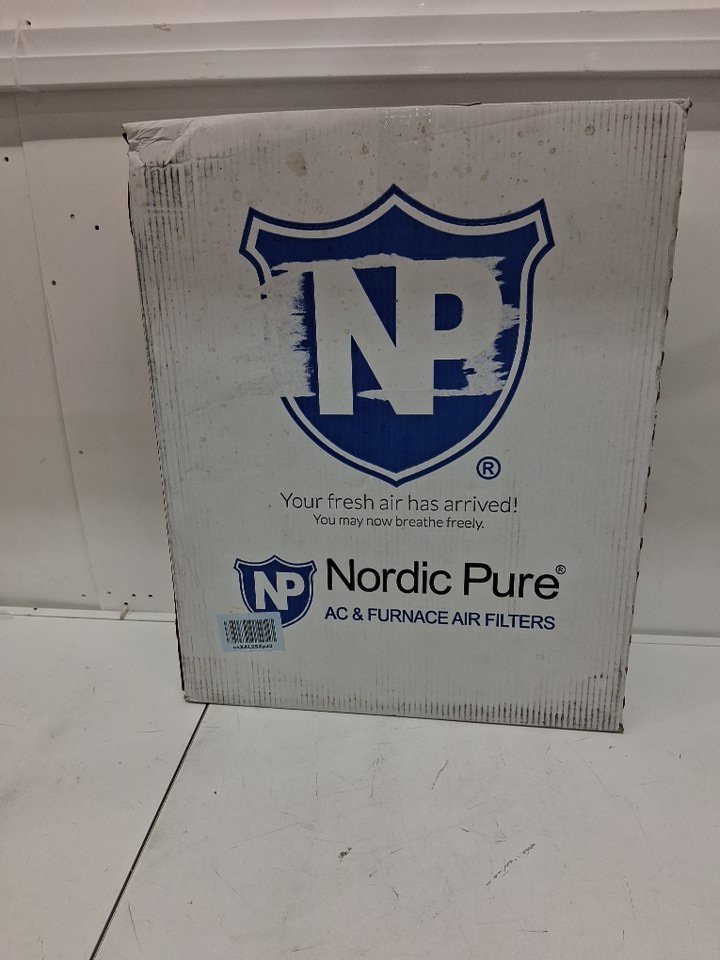 NP
®
Your fresh air has arrived!
You may now breathe freely.
NP Nordic Pure®
AC & FURNACE AIR FILTERS